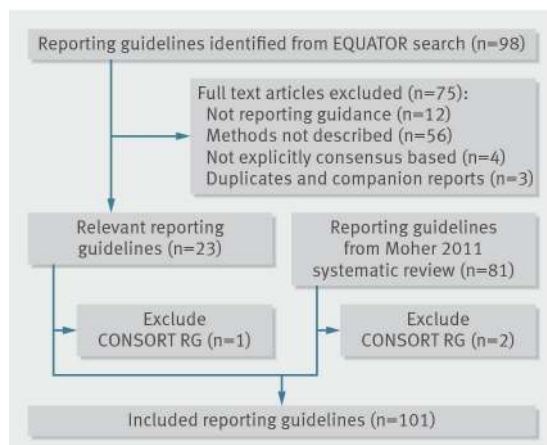 Reporting guidelines identified from EQUATOR search (n=98)
Full text articles excluded (n=75):
Not reporting guidance (n=12)
Methods not described (n=56)
Not explicitly consensus based (n=4)
Duplicates and companion reports (n=3)
Relevant reporting
guidelines (n=23)
Reporting guidelines
from Moher 2011
systematic review (n=81)
Exclude
CONSORT RG (n=1)
Exclude
CONSORT RG (n=2)
Included reporting guidelines (n=101)